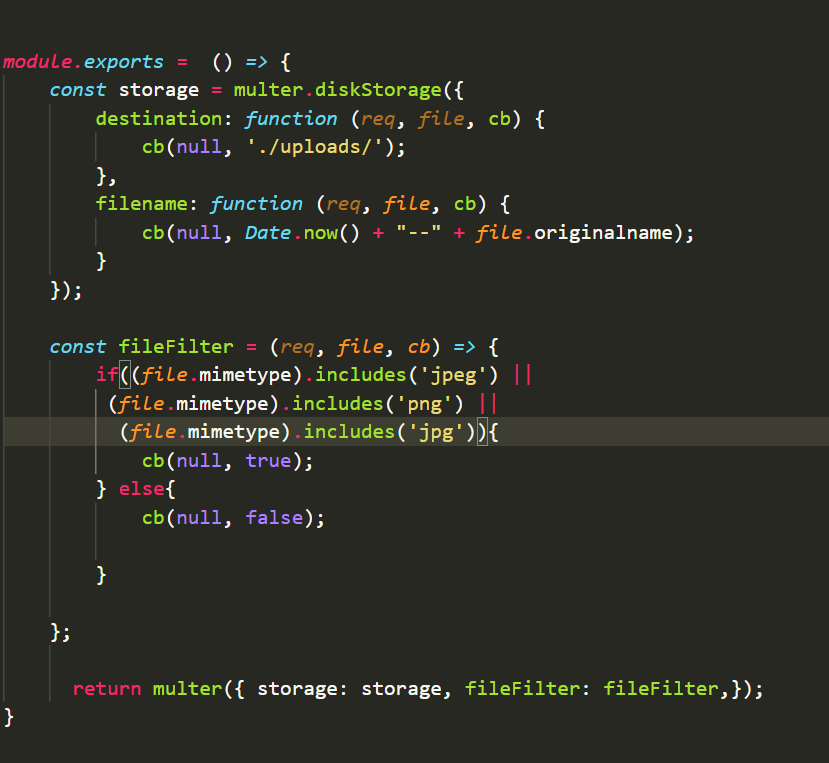 module.exports =  () => {
    const storage = multer.diskStorage({
        destination: function (req, file, cb) {
            cb(null, './uploads/');
        },
        filename: function (req, file, cb) {
            cb(null, Date.now() + "--" + file.originalname);
        }
    });

    const fileFilter = (req, file, cb) => {
        if((file.mimetype).includes('jpeg') ||
         (file.mimetype).includes('png') ||
          (file.mimetype).includes('jpg')){
            cb(null, true);
        } else{
            cb(null, false);

        }

    };

      return multer({ storage: storage, fileFilter: fileFilter,});
}